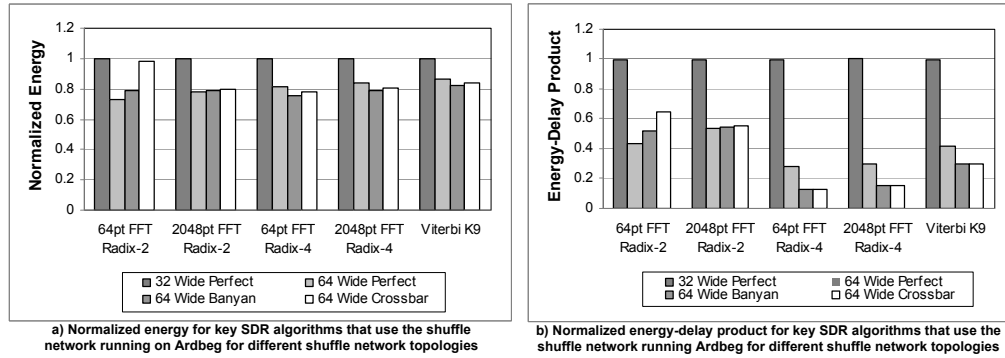 Normalized Energy
1.2
1
0.8
0.6
0.4
0.2
0
64pt FFT Radix-2
2048pt FFT Radix-2
64pt FFT Radix-4
2048pt FFT Radix-4
Viterbi K9
32 Wide Perfect
64 Wide Perfect
64 Wide Banyan
64 Wide Crossbar
a) Normalized energy for key SDR algorithms that use the shuffle
network running on Ardbeg for different shuffle network topologies
Energy-Delay Product
1.2
1
0.8
0.6
0.4
0.2
0
64pt FFT Radix-2
2048pt FFT Radix-2
64pt FFT Radix-4
2048pt FFT Radix-4
Viterbi K9
32 Wide Perfect
64 Wide Perfect
64 Wide Banyan
64 Wide Crossbar
b) Normalized energy-delay product for key SDR algorithms that use the
shuffle network running Ardbeg for different shuffle network topologies